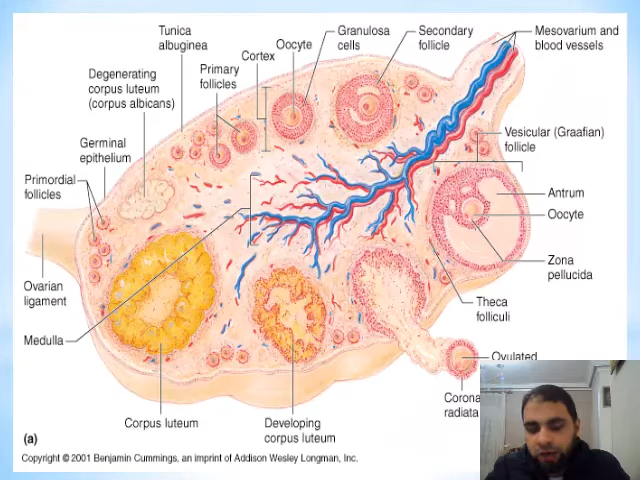 Tunica
albuginea
Degenerating
corpus luteum
(corpus albicans)
Primary
follicles
Cortex
Oocyte
Granulosa
cells
Secondary
follicle
Mesovarium and
blood vessels
Germinal
epithelium
Primordial
follicles
Vesicular (Graafian)
follicle
Antrum
Oocyte
Zona
pellucida
Ovarian
ligament
Theca
folliculi
Medulla
Ovulated
Corona
radiata
Corpus luteum
Developing
corpus luteum
(a)
Copyright © 2001 Benjamin Cummings, an imprint of Addison Wesley Longman, Inc.